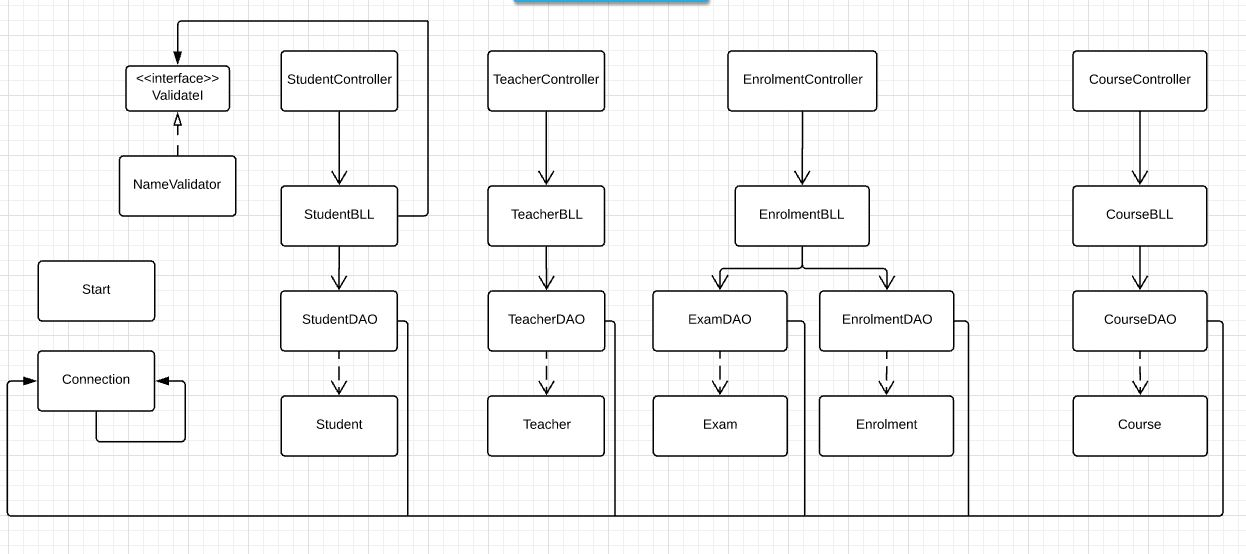 <<interface>>
ValidateI
StudentController
TeacherController
EnrolmentController
CourseController
NameValidator
StudentBLL
TeacherBLL
EnrolmentBLL
CourseBLL
Start
StudentDAO
TeacherDAO
ExamDAO
EnrolmentDAO
CourseDAO
Connection
Student
Teacher
Exam
Enrolment
Course